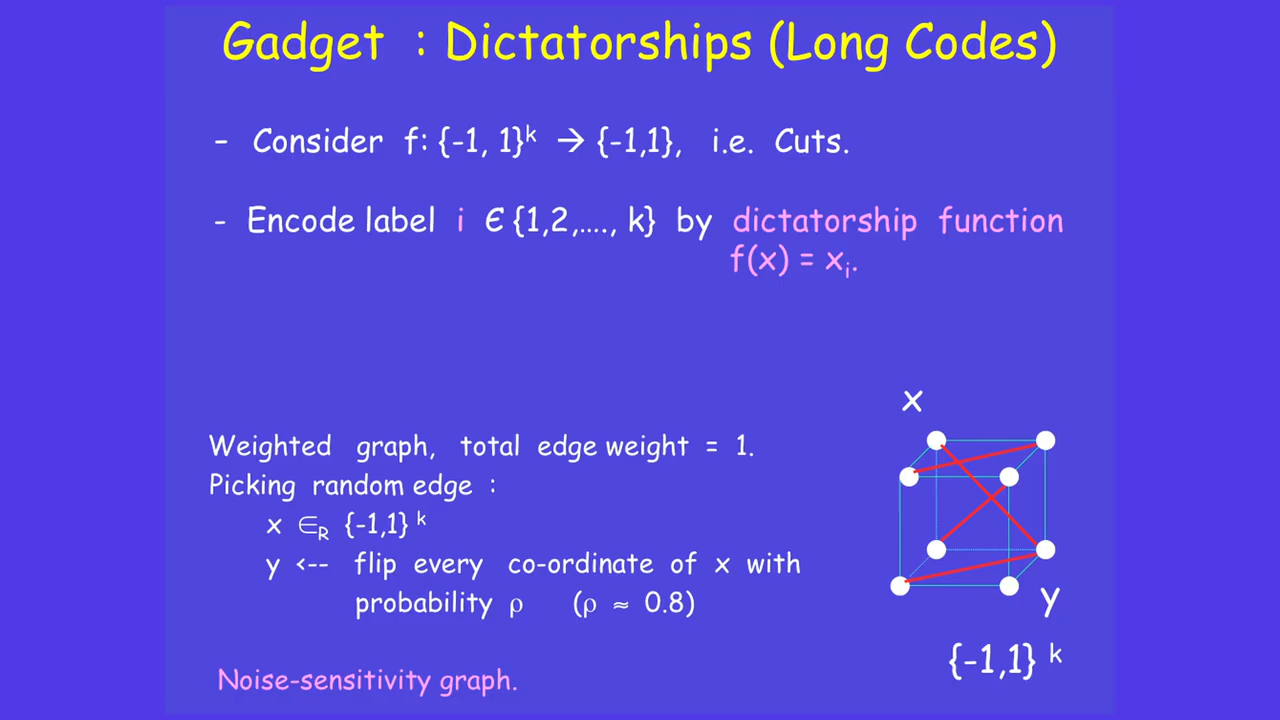 Gadget : Dictatorships (Long Codes)
- Consider f: {-1, 1}ᵏ → {-1,1}, i.e. Cuts.
- Encode label i Є {1,2,…., k} by dictatorship function
f(x) = xᵢ.
x
Weighted graph, total edge weight = 1.
Picking random edge :
x ∈R {-1,1} ᵏ
y <-- flip every co-ordinate of x with
probability ρ (ρ ≈ 0.8)
y
{-1,1} ᵏ
Noise-sensitivity graph.